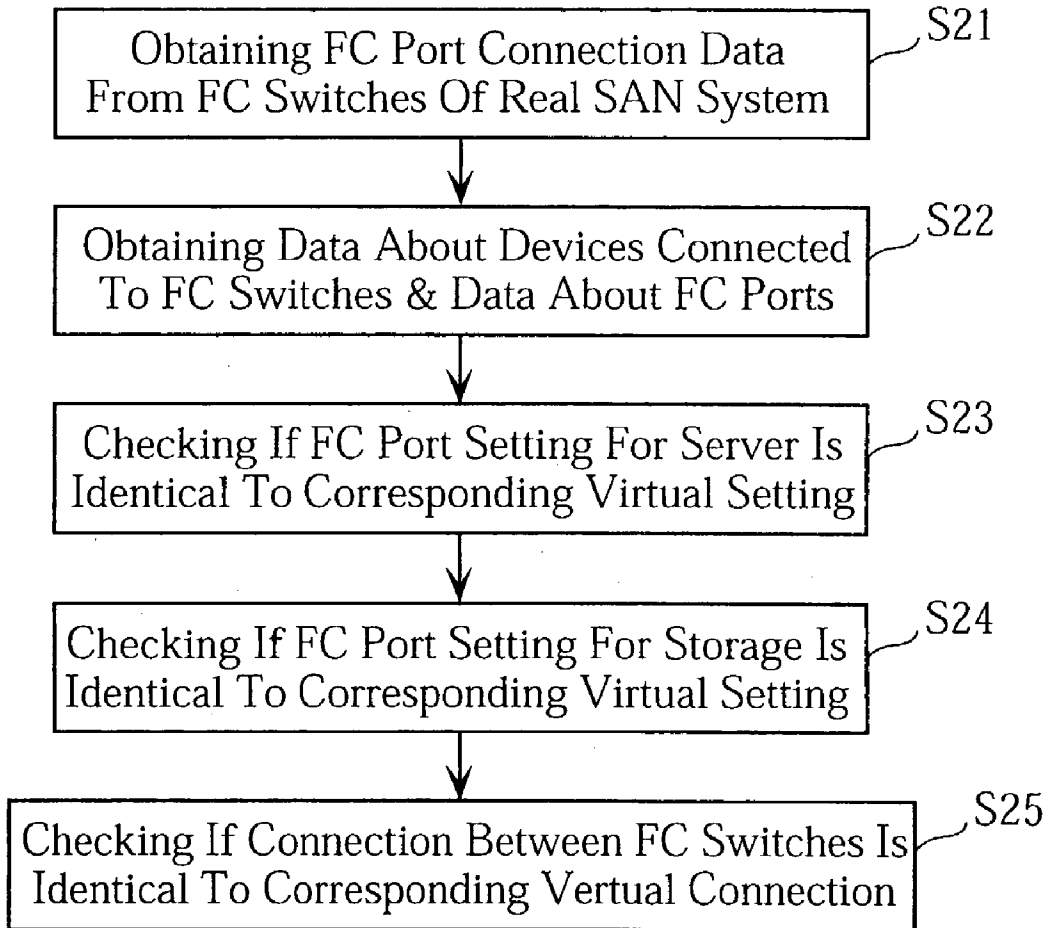 Obtaining FC Port Connection Data
From FC Switches Of Real SAN System
S21
Obtaining Data About Devices Connected
To FC Switches & Data About FC Ports
S22
Checking If FC Port Setting For Server Is
Identical To Corresponding Virtual Setting
S23
Checking If FC Port Setting For Storage Is
Identical To Corresponding Virtual Setting
S24
Checking If Connection Between FC Switches Is
Identical To Corresponding Vertual Connection
S25